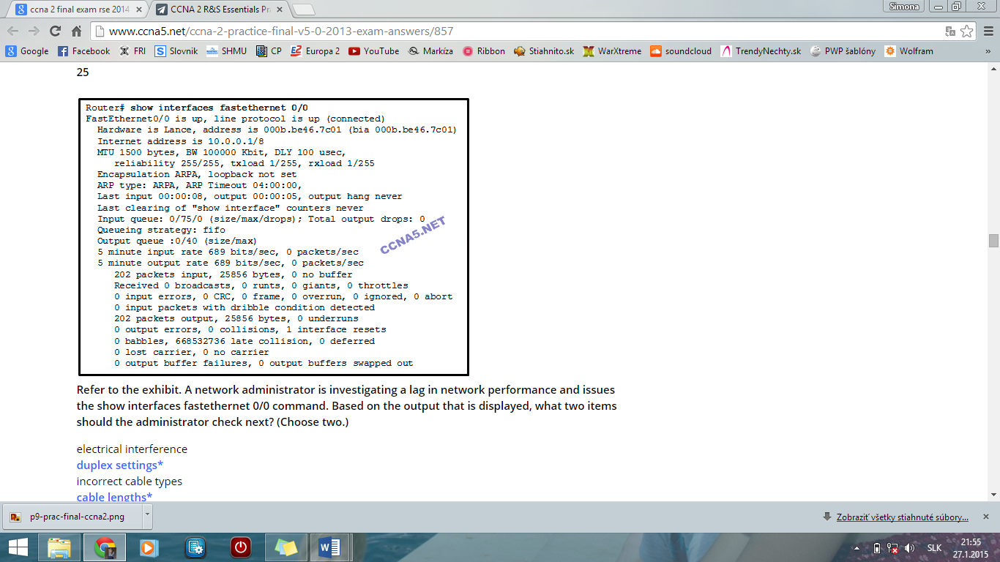 ccna 2 final exam rse 2014
CCNA 2 R&S Essentials Pr
Simona
www.ccna5.net/ccna-2-practice-final-v5-0-2013-exam-answers/857
Google Facebook FRI Slovnik SHMU CP Europa 2 YouTube Markíza Ribbon Stiahnito.sk WarXtreme soundcloud TrendyNechty.sk PWP šablóny Wolfram »
25
Router# show interfaces fastethernet 0/0
FastEthernet0/0 is up, line protocol is up (connected)
Hardware is Lance, address is 000b.be46.7c01 (bia 000b.be46.7c01)
Internet address is 10.0.0.1/8
MTU 1500 bytes, BW 100000 Kbit, DLY 100 usec,
reliability 255/255, txload 1/255, rxload 1/255
Encapsulation ARPA, loopback not set
ARP type: ARPA, ARP Timeout 04:00:00,
Last input 00:00:08, output 00:00:05, output hang never
Last clearing of "show interface" counters never
Input queue: 0/75/0 (size/max/drops); Total output drops: 0
Queueing strategy: fifo
Output queue :0/40 (size/max)
5 minute input rate 689 bits/sec, 0 packets/sec
5 minute output rate 689 bits/sec, 0 packets/sec
202 packets input, 25856 bytes, 0 no buffer
Received 0 broadcasts, 0 runts, 0 giants, 0 throttles
0 input errors, 0 CRC, 0 frame, 0 overrun, 0 ignored, 0 abort
0 input packets with dribble condition detected
202 packets output, 25856 bytes, 0 underruns
0 output errors, 0 collisions, 1 interface resets
0 babbles, 668532736 late collision, 0 deferred
0 lost carrier, 0 no carrier
0 output buffer failures, 0 output buffers swapped out
CCNA5.NET
Refer to the exhibit. A network administrator is investigating a lag in network performance and issues
the show interfaces fastethernet 0/0 command. Based on the output that is displayed, what two items
should the administrator check next? (Choose two.)
electrical interference
duplex settings*
incorrect cable types
cable lengths*
p9-prac-final-ccna2.png
Zobraziť všetky stiahnuté súbory...
SLK
21:55
27.1.2015